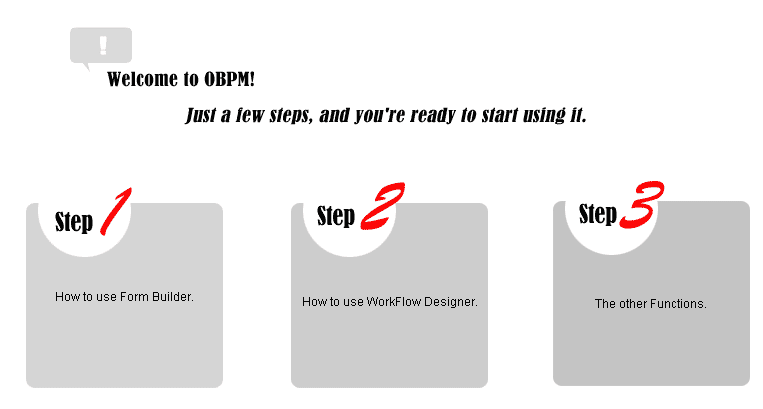 !
Welcome to OBPM!
Just a few steps, and you're ready to start using it.
Step 1
How to use Form Builder.
Step 2
How to use WorkFlow Designer.
Step 3
The other Functions.